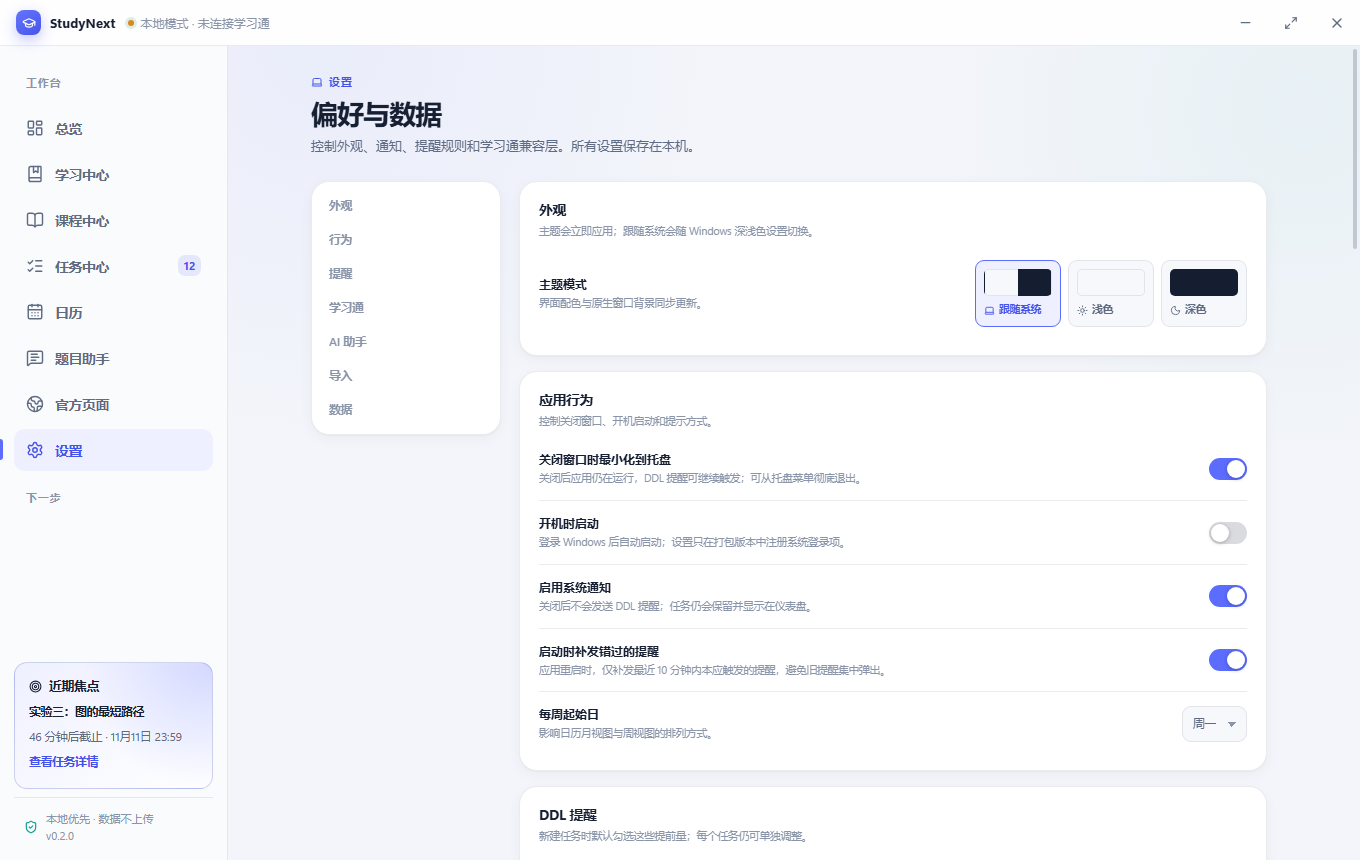 StudyNext 本地模式 · 未连接学习通
工作台
总览
学习中心
课程中心
任务中心 12
日历
题目助手
官方页面
设置
下一步
近期焦点
实验三：图的最短路径
46 分钟后截止 · 11月11日 23:59
查看任务详情
本地优先 · 数据不上传
v0.2.0
设置
偏好与数据
控制外观、通知、提醒规则和学习通兼容层。所有设置保存在本机。
外观
行为
提醒
学习通
AI 助手
导入
数据
外观
主题会立即应用；跟随系统会随 Windows 深浅色设置切换。
主题模式
界面配色与原生窗口背景同步更新。
跟随系统 浅色 深色
应用行为
控制关闭窗口、开机启动和提示方式。
关闭窗口时最小化到托盘
关闭后应用仍在运行，DDL 提醒可继续触发；可从托盘菜单彻底退出。
开机时启动
登录 Windows 后自动启动；设置只在打包版本中注册系统登录项。
启用系统通知
关闭后不会发送 DDL 提醒；任务仍会保留并显示在仪表盘。
启动时补发错过的提醒
应用重启时，仅补发最近 10 分钟内本应触发的提醒，避免旧提醒集中弹出。
每周起始日
影响日历月视图与周视图的排列方式。
周一
DDL 提醒
新建任务时默认勾选这些提前量；每个任务仍可单独调整。